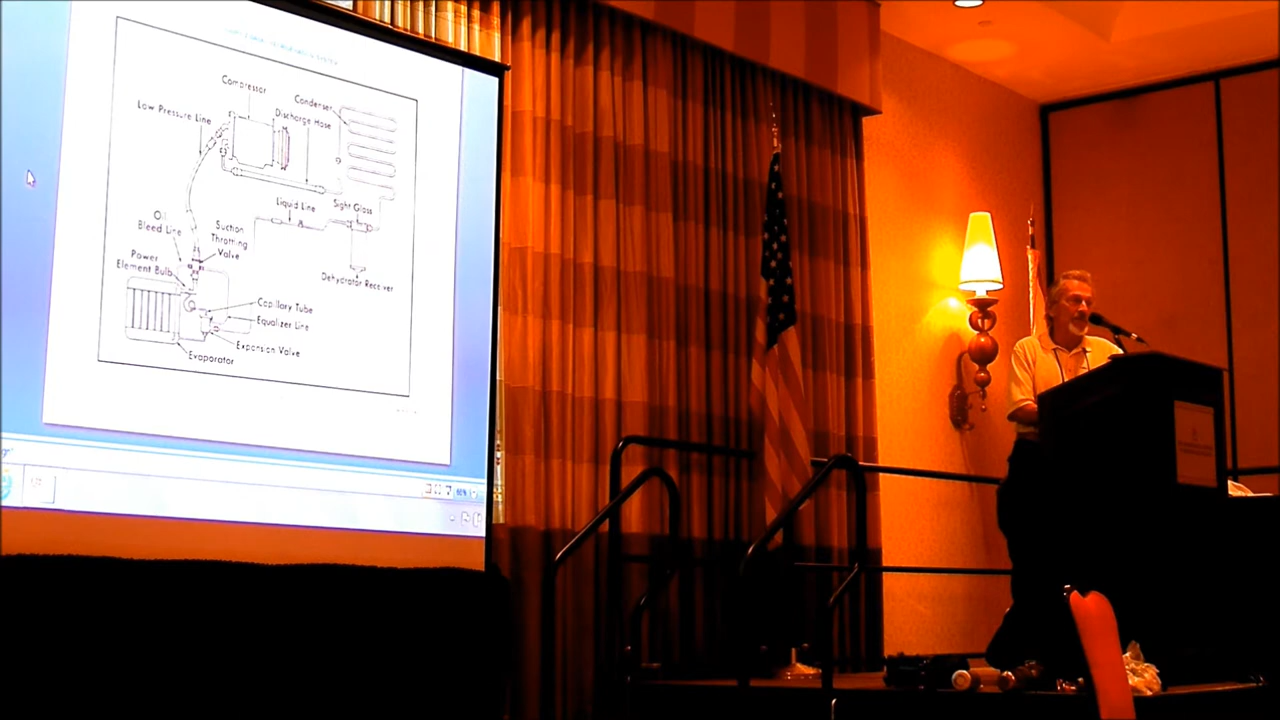 Compressor
Condenser
Low Pressure Line
Discharge Hose
Liquid Line
Sight Glass
Oil
Bleed Line
Suction
Throttling
Valve
Power
Element Bulb
Dehydrator Receiver
Capillary Tube
Equalizer Line
Expansion Valve
Evaporator